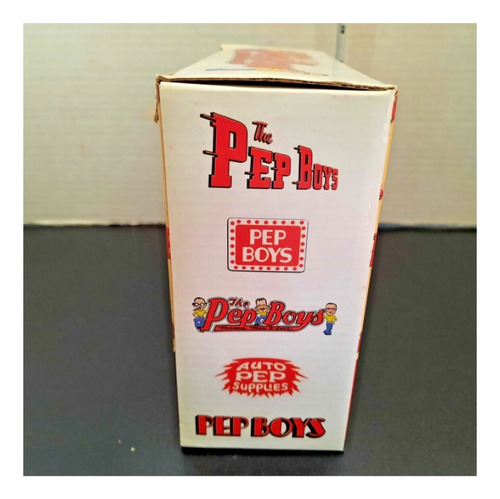 The
PEP BOYS
PEP
BOYS
The
Pep Boys
AUTO
PEP
SUPPLIES
PEP BOYS